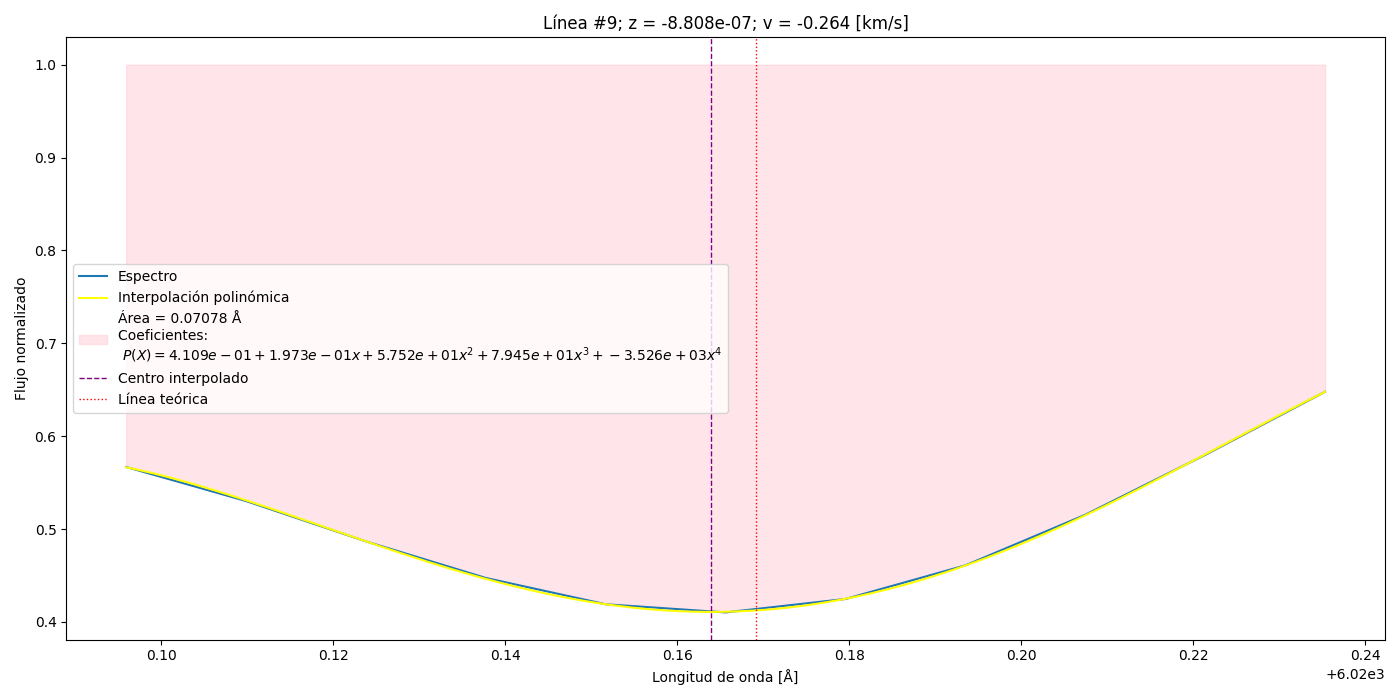 Línea #9; z = -8.808e-07; v = -0.264 [km/s]
Flujo normalizado
1.0
0.9
0.8
0.7
0.6
0.5
0.4
Espectro
Interpolación polinómica
Área = 0.07078 Å
Coeficientes:
P(X) = 4.109e − 01 + 1.973e − 01x + 5.752e + 01x² + 7.945e + 01x³ + − 3.526e + 03x⁴
Centro interpolado
Línea teórica
0.10 0.12 0.14 0.16 0.18 0.20 0.22 0.24
+6.02e3
Longitud de onda [Å]